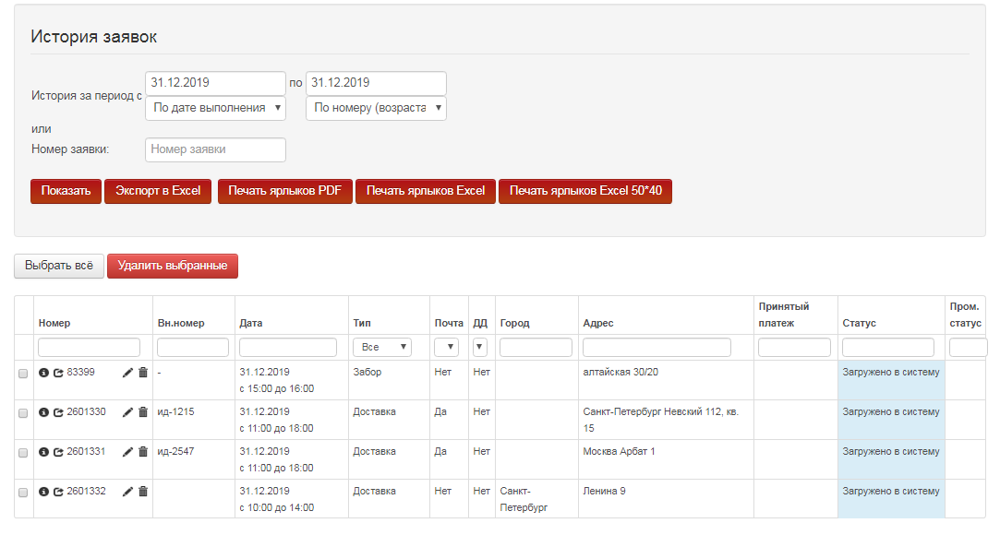 История заявок
История за период с 31.12.2019 по 31.12.2019
По дате выполнения По номеру (возраста
или
Номер заявки: Номер заявки
Показать Экспорт в Excel Печать ярлыков PDF Печать ярлыков Excel Печать ярлыков Excel 50*40
Выбрать всё Удалить выбранные
Номер Вн.номер Дата Тип Почта ДД Город Адрес Принятый платеж Статус Пром. статус
Все
83399 - 31.12.2019 Забор Нет Нет алтайская 30/20 Загружено в систему
с 15:00 до 16:00
2601330 ид-1215 31.12.2019 Доставка Да Нет Санкт-Петербург Невский 112, кв. Загружено в систему
с 11:00 до 18:00 15
2601331 ид-2547 31.12.2019 Доставка Да Нет Москва Арбат 1 Загружено в систему
с 11:00 до 18:00
2601332 31.12.2019 Доставка Нет Нет Санкт- Ленина 9 Загружено в систему
с 10:00 до 14:00 Петербург